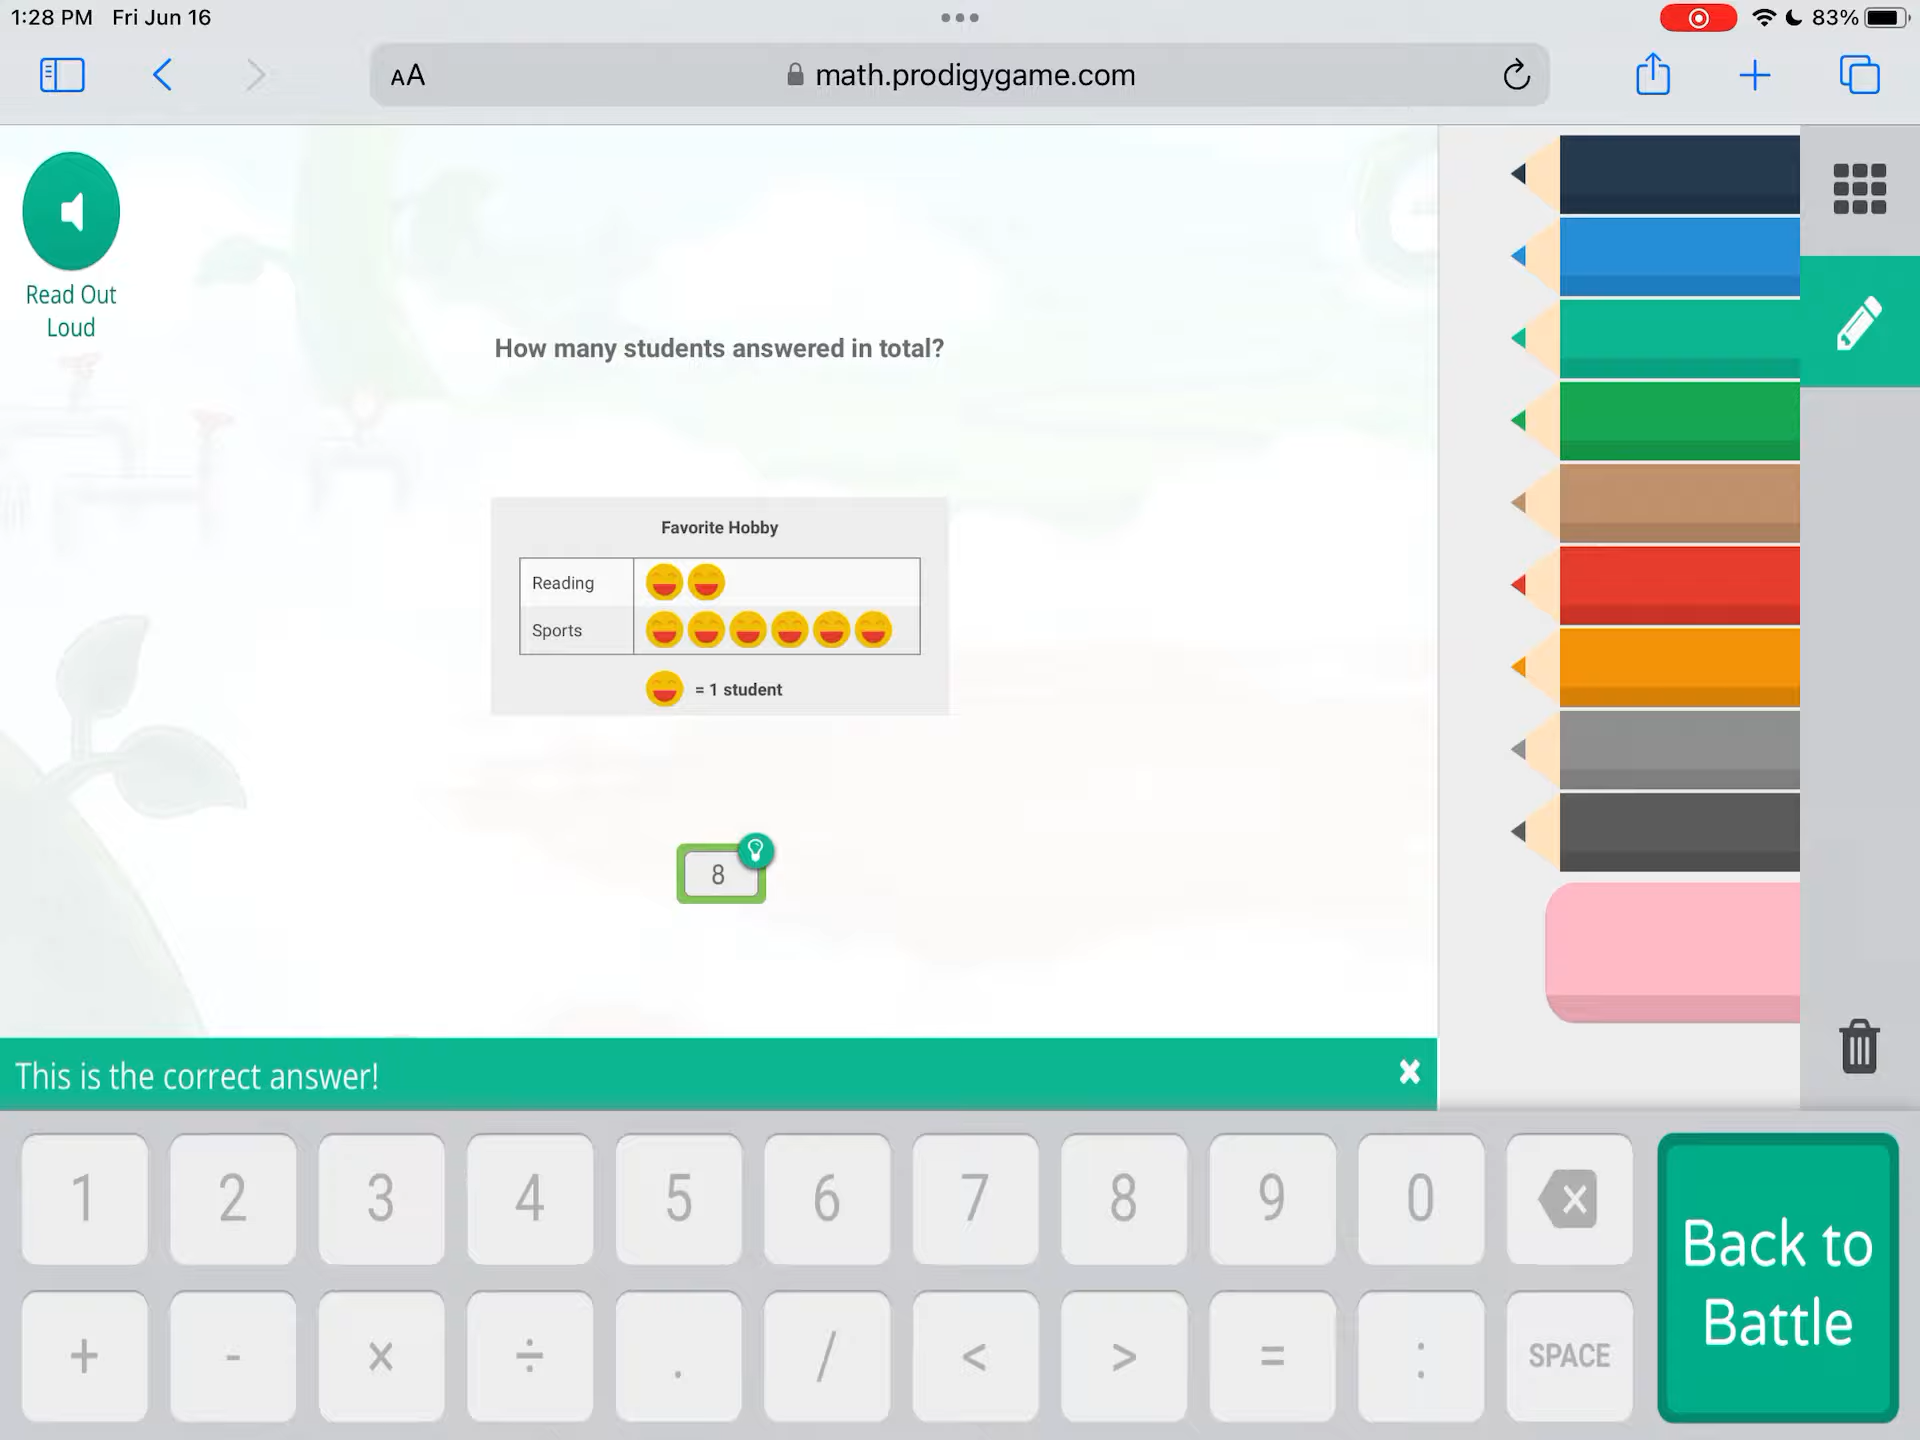 1:28 PM Fri Jun 16
83%
AA
math.prodigygame.com
Read Out
Loud
How many students answered in total?
Favorite Hobby
Reading
Sports
= 1 student
8
This is the correct answer!
1 2 3 4 5 6 7 8 9 0
+ - × ÷ . / < > = : SPACE
Back to
Battle